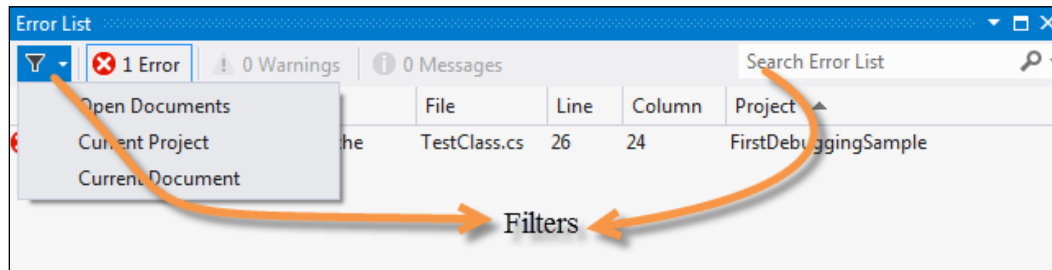 Error List
1 Error 0 Warnings 0 Messages Search Error List
Open Documents File Line Column Project
Current Project the TestClass.cs 26 24 FirstDebuggingSample
Current Document
Filters